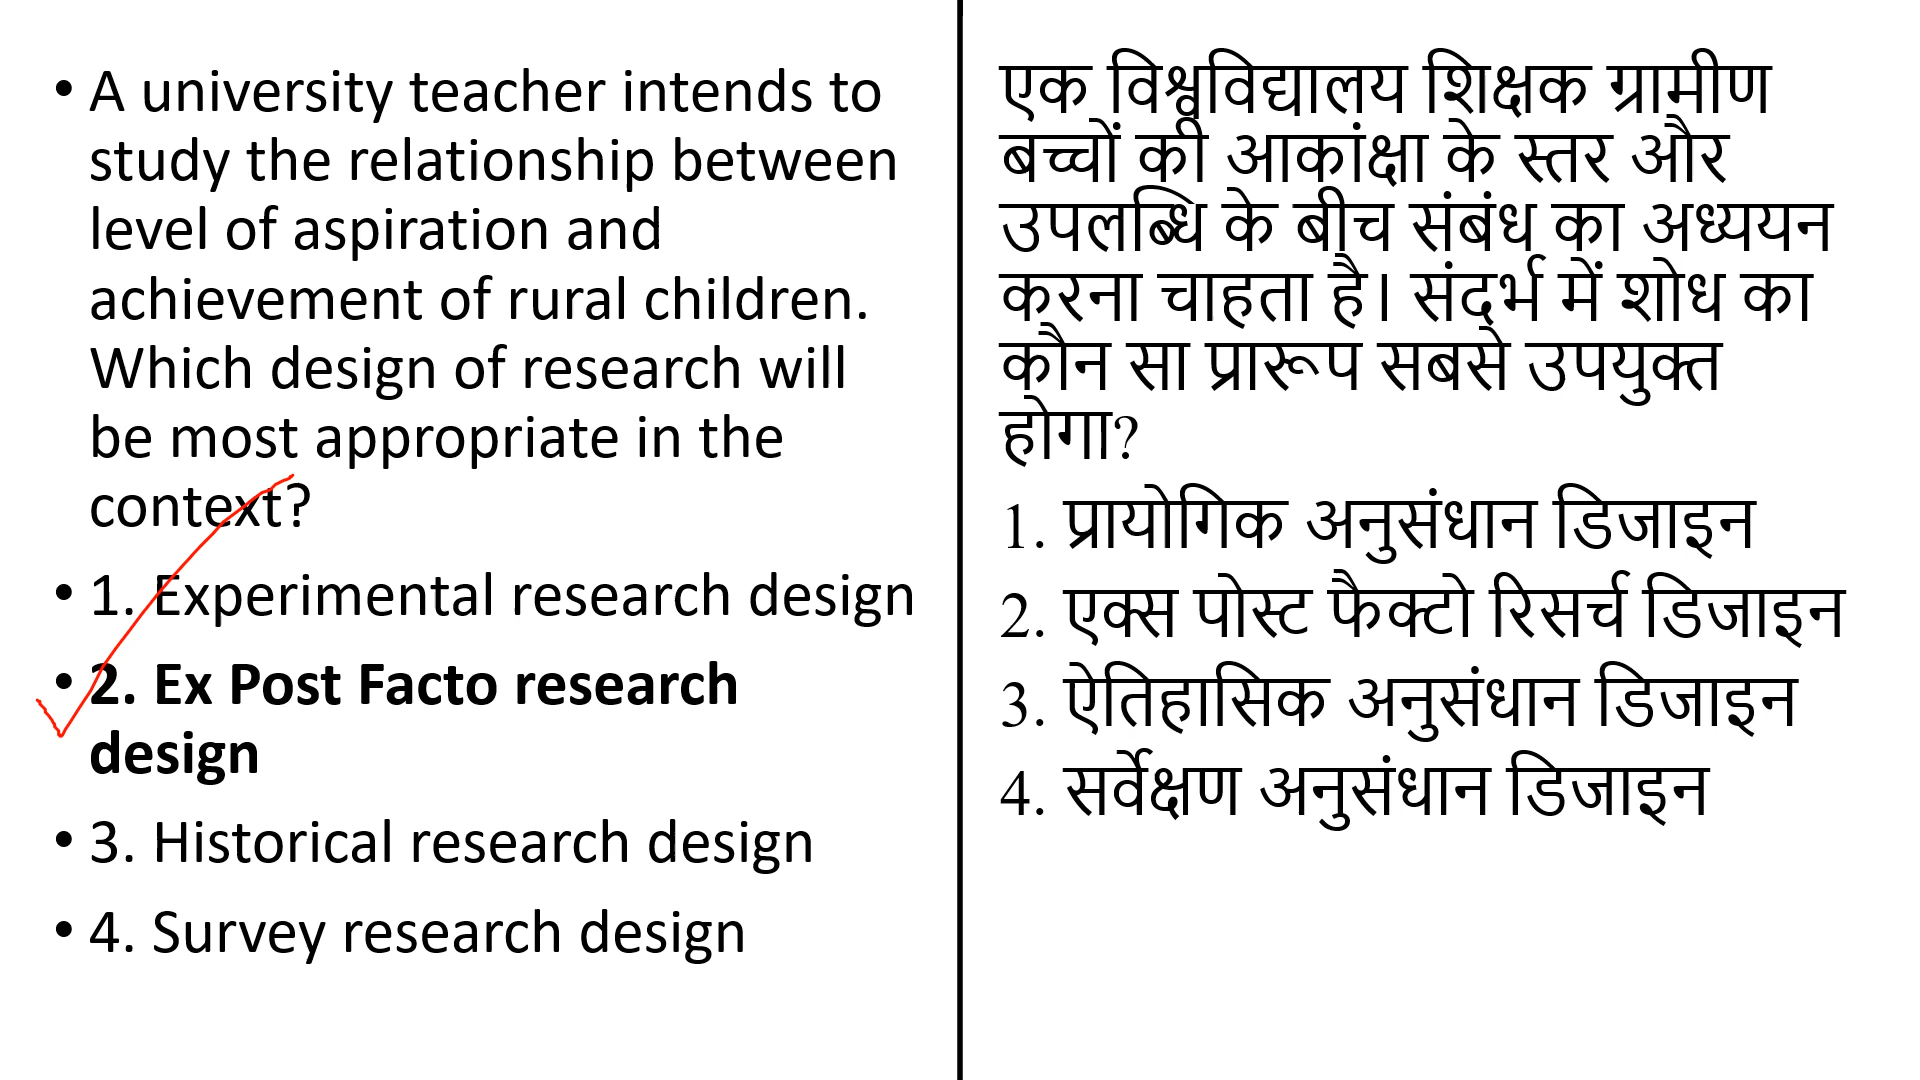 • A university teacher intends to
study the relationship between
level of aspiration and
achievement of rural children.
Which design of research will
be most appropriate in the
context?
• 1. Experimental research design
• 2. Ex Post Facto research
design
• 3. Historical research design
• 4. Survey research design
एक विश्वविद्यालय शिक्षक ग्रामीण
बच्चों की आकांक्षा के स्तर और
उपलब्धि के बीच संबंध का अध्ययन
करना चाहता है। संदर्भ में शोध का
कौन सा प्रारूप सबसे उपयुक्त
होगा?
1. प्रायोगिक अनुसंधान डिजाइन
2. एक्स पोस्ट फैक्टो रिसर्च डिजाइन
3. ऐतिहासिक अनुसंधान डिजाइन
4. सर्वेक्षण अनुसंधान डिजाइन